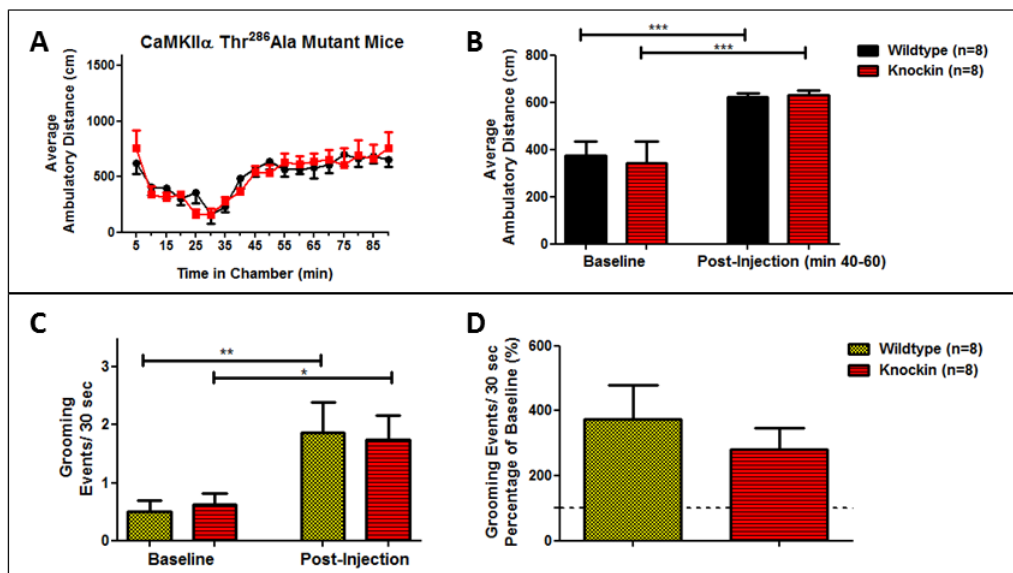 A
CaMKIIα Thr²⁸⁶Ala Mutant Mice
Average
Ambulatory Distance (cm)
1500
1000
500
0
5 15 25 35 45 55 65 75 85
Time in Chamber (min)
B
***
***
Average
Ambulatory Distance (cm)
800
600
400
200
0
Baseline Post-Injection (min 40-60)
Wildtype (n=8)
Knockin (n=8)
C
**
*
Grooming
Events/ 30 sec
3
2
1
0
Baseline Post-Injection
D
Grooming Events/ 30 sec
Percentage of Baseline (%)
600
400
200
0
Wildtype (n=8)
Knockin (n=8)